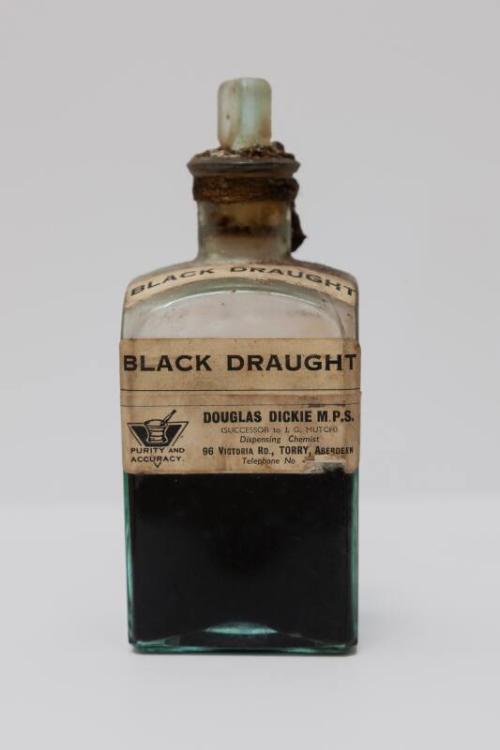 BLACK DRAUGHT
BLACK DRAUGHT
DOUGLAS DICKIE M.P.S.
(SUCCESSOR to J. G. MUTCH)
Dispensing Chemist
96 VICTORIA RD., TORRY, ABERDEEN
Telephone No
PURITY AND
ACCURACY.